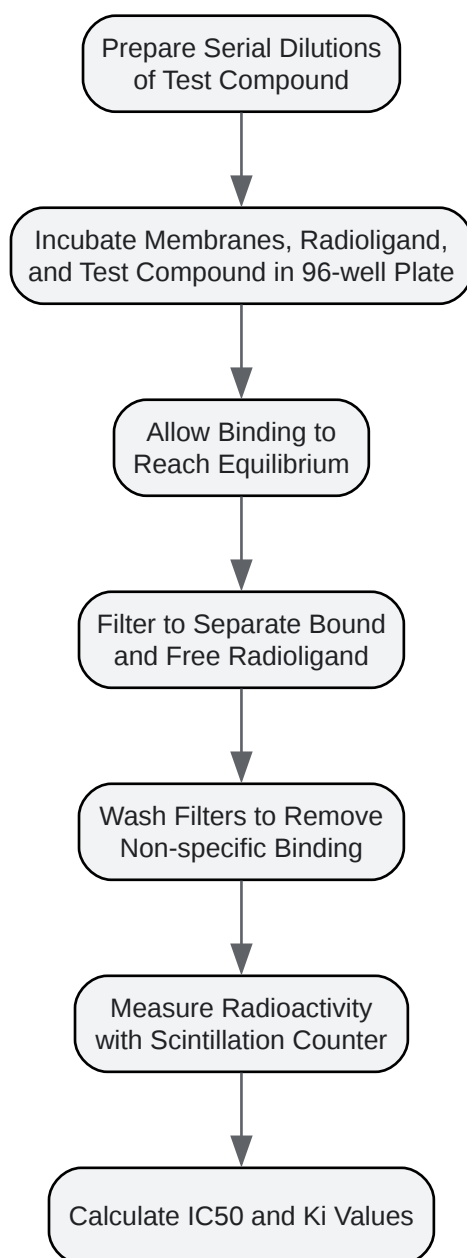 Prepare Serial Dilutions
of Test Compound
Incubate Membranes, Radioligand,
and Test Compound in 96-well Plate
Allow Binding to
Reach Equilibrium
Filter to Separate Bound
and Free Radioligand
Wash Filters to Remove
Non-specific Binding
Measure Radioactivity
with Scintillation Counter
Calculate IC50 and Ki Values